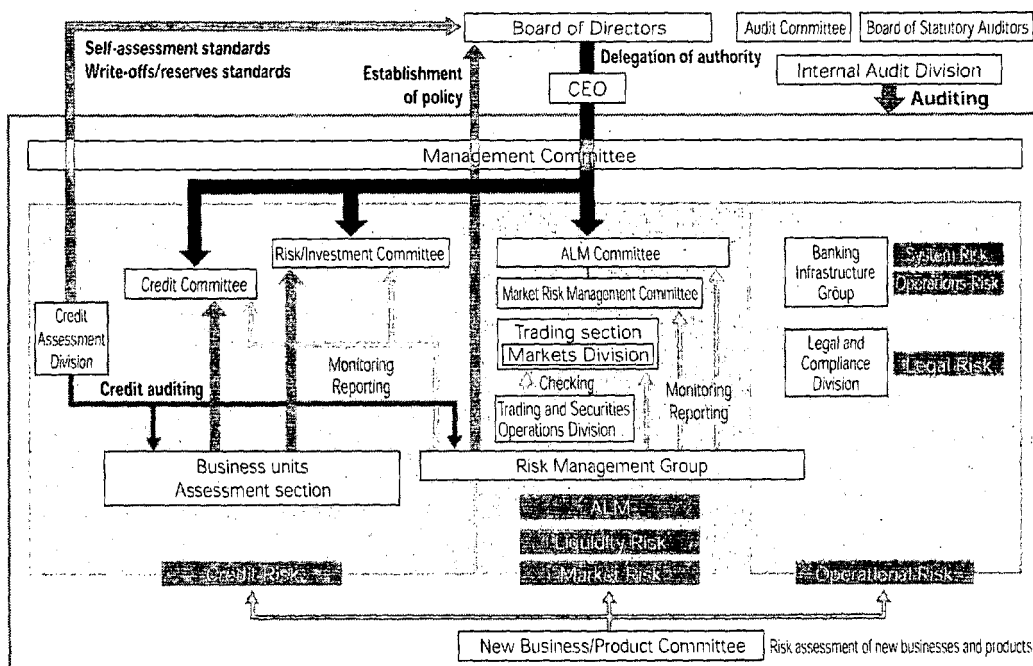 Board of Directors
Audit Committee
Board of Statutory Auditors
Self-assessment standards
Write-offs/reserves standards
Establishment
of policy
Delegation of authority
CEO
Internal Audit Division
Auditing
Management Committee
Risk/Investment Committee
ALM Committee
Banking
Infrastructure
Group
System Risk
Operations Risk
Credit Committee
Market Risk Management Committee
Credit
Assessment
Division
Trading section
Markets Division
Legal and
Compliance
Division
Legal Risk
Monitoring
Reporting
Checking
Monitoring
Reporting
Credit auditing
Trading and Securities
Operations Division
Business units
Assessment section
Risk Management Group
ALM
Liquidity Risk
Credit Risk
Market Risk
Operational Risk
New Business/Product Committee
Risk assessment of new businesses and products